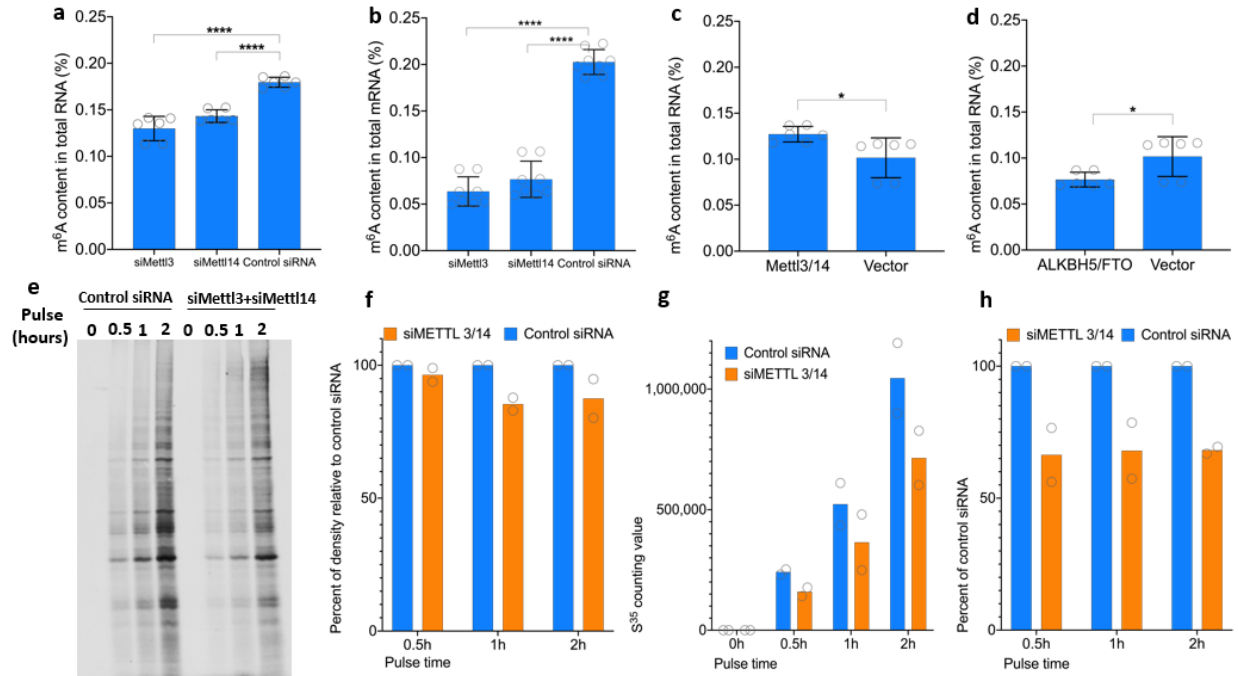 a
m⁶A content in total RNA (%)
0.25
0.20
0.15
0.10
0.05
0.00
****
****
siMettl3 siMettl14 Control siRNA
b
m⁶A content in total mRNA (%)
0.25
0.20
0.15
0.10
0.05
0.00
****
****
siMettl3 siMettl14 Control siRNA
c
m⁶A content in total RNA (%)
0.25
0.20
0.15
0.10
0.05
0.00
*
Mettl3/14 Vector
d
m⁶A content in total RNA (%)
0.25
0.20
0.15
0.10
0.05
0.00
*
ALKBH5/FTO Vector
e
Control siRNA siMettl3+siMettl14
Pulse
(hours)
0 0.5 1 2 0 0.5 1 2
f
siMETTL 3/14 Control siRNA
Percent of density relative to control siRNA
100
50
0
0.5h 1h 2h
Pulse time
g
Control siRNA
siMETTL 3/14
S³⁵ counting value
1,000,000
500,000
0
0h 0.5h 1h 2h
Pulse time
h
siMETTL 3/14 Control siRNA
Percent of control siRNA
100
50
0
0.5h 1h 2h
Pulse time